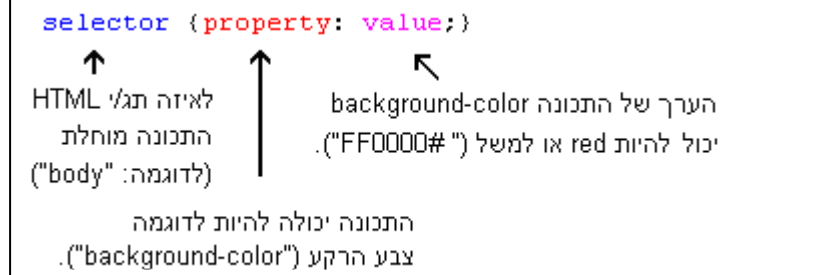 selector {property: value;}
לאיזה תג/י HTML
התכונה מוחלת
(לדוגמה: "body")
הערך של התכונה background-color
יכול להיות red או למשל ("FF0000# ").
התכונה יכולה להיות לדוגמה
צבע הרקע ("background-color").